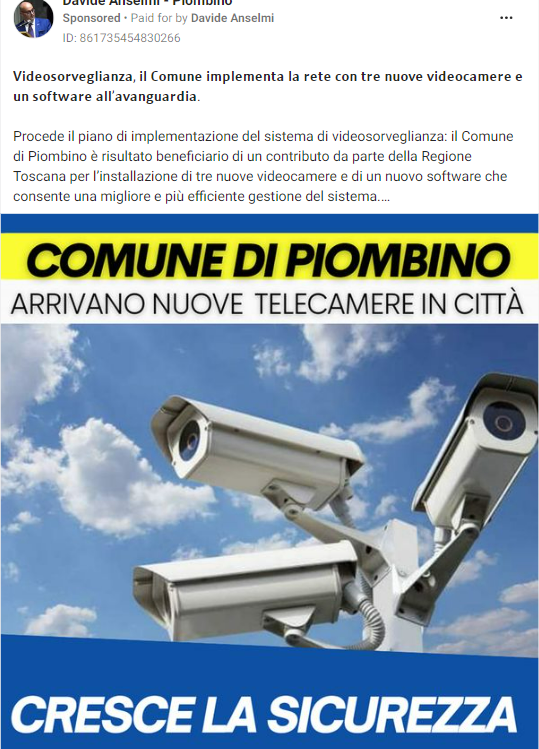 Davide Anselmi - Piombino
Sponsored • Paid for by Davide Anselmi
ID: 861735454830266
Videosorveglianza, il Comune implementa la rete con tre nuove videocamere e
un software all'avanguardia.
Procede il piano di implementazione del sistema di videosorveglianza: il Comune
di Piombino è risultato beneficiario di un contributo da parte della Regione
Toscana per l'installazione di tre nuove videocamere e di un nuovo software che
consente una migliore e più efficiente gestione del sistema....
COMUNE DI PIOMBINO
ARRIVANO NUOVE TELECAMERE IN CITTÀ
CRESCE LA SICUREZZA